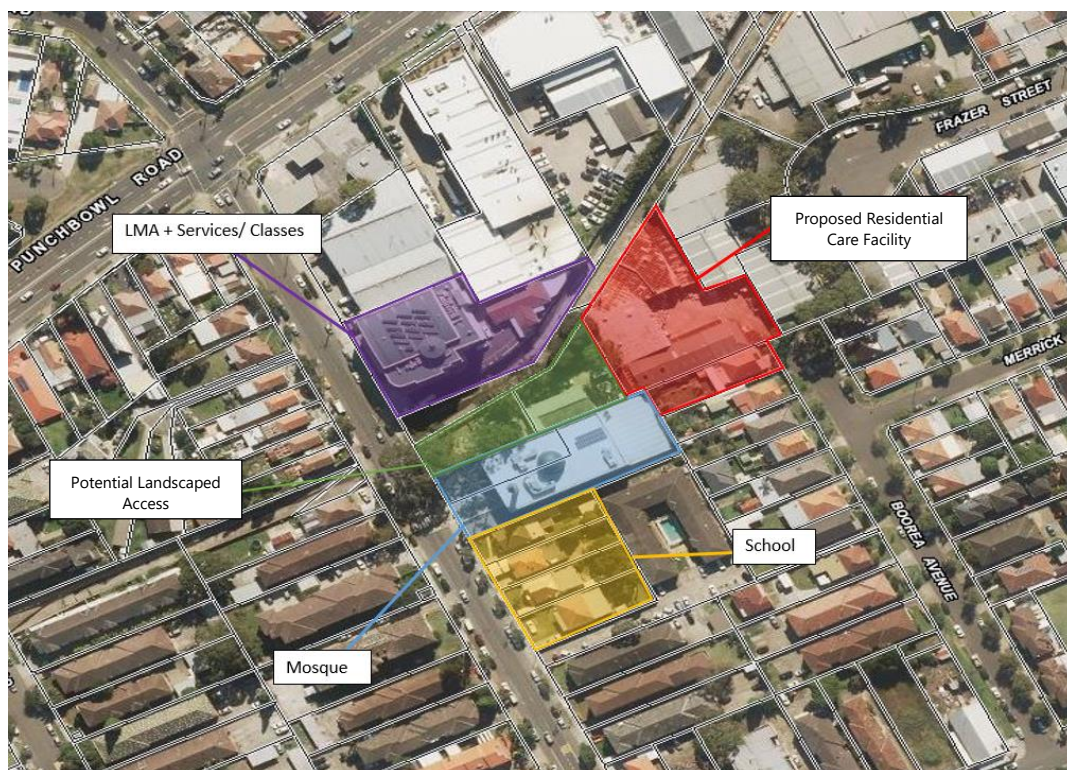 PUNCHBOWL ROAD
FRAZER STREET
LMA + Services/ Classes
Proposed Residential
Care Facility
MERRICK
Potential Landscaped
Access
BOOREA AVENUE
School
Mosque